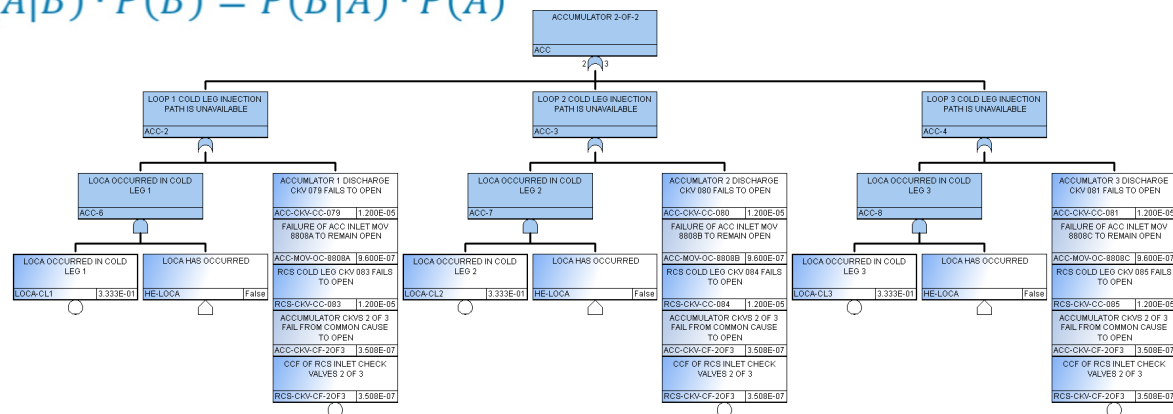 A|B) · P(B) = P(B|A) · P(A)
ACCUMULATOR 2-OF-2
ACC
2 3
LOOP 1 COLD LEG INJECTION
PATH IS UNAVAILABLE
ACC-2
LOOP 2 COLD LEG INJECTION
PATH IS UNAVAILABLE
ACC-3
LOOP 3 COLD LEG INJECTION
PATH IS UNAVAILABLE
ACC-4
LOCA OCCURRED IN COLD
LEG 1
ACC-6
ACCUMLATOR 1 DISCHARGE
CKV 079 FAILS TO OPEN
ACC-CKV-CC-079 1.200E-05
FAILURE OF ACC INLET MOV
8808A TO REMAIN OPEN
ACC-MOV-OC-8808A 9.600E-07
RCS COLD LEG CKV 083 FAILS
TO OPEN
RCS-CKV-CC-083 1.200E-05
ACCUMULATOR CKVS 2 OF 3
FAIL FROM COMMON CAUSE
TO OPEN
ACC-CKV-CF-2OF3 3.508E-07
CCF OF RCS INLET CHECK
VALVES 2 OF 3
RCS-CKV-CF-2OF3 3.508E-07
LOCA OCCURRED IN COLD
LEG 1
LOCA-CL1 3.333E-01
LOCA HAS OCCURRED
HE-LOCA False
LOCA OCCURRED IN COLD
LEG 2
ACC-7
ACCUMULATOR 2 DISCHARGE
CKV 080 FAILS TO OPEN
ACC-CKV-CC-080 1.200E-05
FAILURE OF ACC INLET MOV
8808B TO REMAIN OPEN
ACC-MOV-OC-8808B 9.600E-07
RCS COLD LEG CKV 084 FAILS
TO OPEN
RCS-CKV-CC-084 1.200E-05
ACCUMULATOR CKVS 2 OF 3
FAIL FROM COMMON CAUSE
TO OPEN
ACC-CKV-CF-2OF3 3.508E-07
CCF OF RCS INLET CHECK
VALVES 2 OF 3
RCS-CKV-CF-2OF3 3.508E-07
LOCA OCCURRED IN COLD
LEG 2
LOCA-CL2 3.333E-01
LOCA HAS OCCURRED
HE-LOCA False
LOCA OCCURRED IN COLD
LEG 3
ACC-8
ACCUMULATOR 3 DISCHARGE
CKV 081 FAILS TO OPEN
ACC-CKV-CC-081 1.200E-05
FAILURE OF ACC INLET MOV
8808C TO REMAIN OPEN
ACC-MOV-OC-8808C 9.600E-07
RCS COLD LEG CKV 085 FAILS
TO OPEN
RCS-CKV-CC-085 1.200E-05
ACCUMULATOR CKVS 2 OF 3
FAIL FROM COMMON CAUSE
TO OPEN
ACC-CKV-CF-2OF3 3.508E-07
CCF OF RCS INLET CHECK
VALVES 2 OF 3
RCS-CKV-CF-2OF3 3.508E-07
LOCA OCCURRED IN COLD
LEG 3
LOCA-CL3 3.333E-01
LOCA HAS OCCURRED
HE-LOCA False